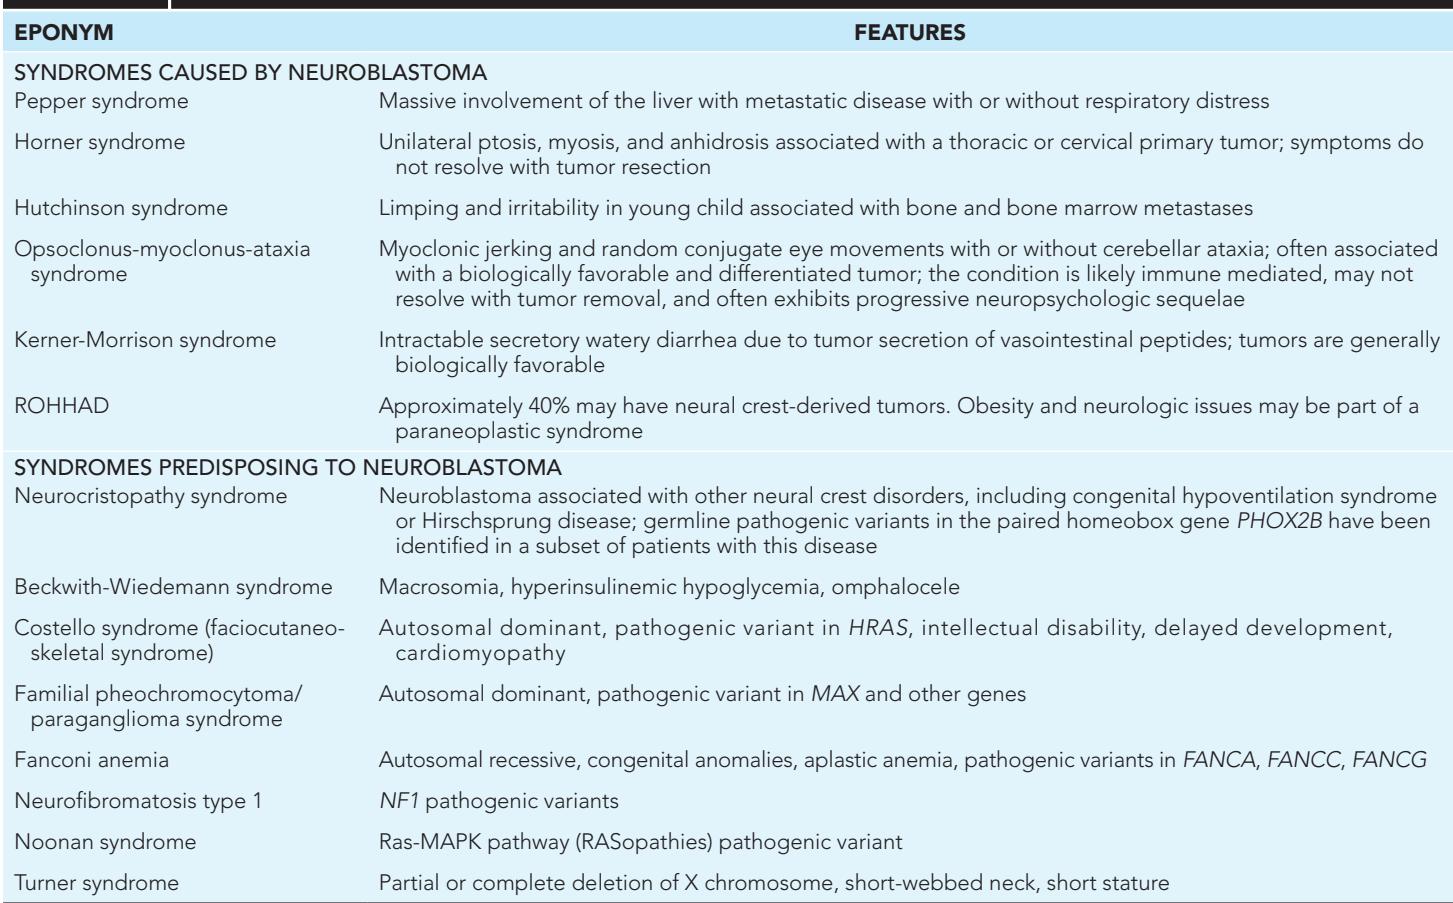 EPONYM FEATURES
SYNDROMES CAUSED BY NEUROBLASTOMA
Pepper syndrome Massive involvement of the liver with metastatic disease with or without respiratory distress
Horner syndrome Unilateral ptosis, myosis, and anhidrosis associated with a thoracic or cervical primary tumor; symptoms do
not resolve with tumor resection
Hutchinson syndrome Limping and irritability in young child associated with bone and bone marrow metastases
Opsoclonus-myoclonus-ataxia Myoclonic jerking and random conjugate eye movements with or without cerebellar ataxia; often associated
syndrome with a biologically favorable and differentiated tumor; the condition is likely immune mediated, may not
resolve with tumor removal, and often exhibits progressive neuropsychologic sequelae
Kerner-Morrison syndrome Intractable secretory watery diarrhea due to tumor secretion of vasointestinal peptides; tumors are generally
biologically favorable
ROHHAD Approximately 40% may have neural crest-derived tumors. Obesity and neurologic issues may be part of a
paraneoplastic syndrome
SYNDROMES PREDISPOSING TO NEUROBLASTOMA
Neurocristopathy syndrome Neuroblastoma associated with other neural crest disorders, including congenital hypoventilation syndrome
or Hirschsprung disease; germline pathogenic variants in the paired homeobox gene PHOX2B have been
identified in a subset of patients with this disease
Beckwith-Wiedemann syndrome Macrosomia, hyperinsulinemic hypoglycemia, omphalocele
Costello syndrome (faciocutaneo- Autosomal dominant, pathogenic variant in HRAS, intellectual disability, delayed development,
skeletal syndrome) cardiomyopathy
Familial pheochromocytoma/ Autosomal dominant, pathogenic variant in MAX and other genes
paraganglioma syndrome
Fanconi anemia Autosomal recessive, congenital anomalies, aplastic anemia, pathogenic variants in FANCA, FANCC, FANCG
Neurofibromatosis type 1 NF1 pathogenic variants
Noonan syndrome Ras-MAPK pathway (RASopathies) pathogenic variant
Turner syndrome Partial or complete deletion of X chromosome, short-webbed neck, short stature